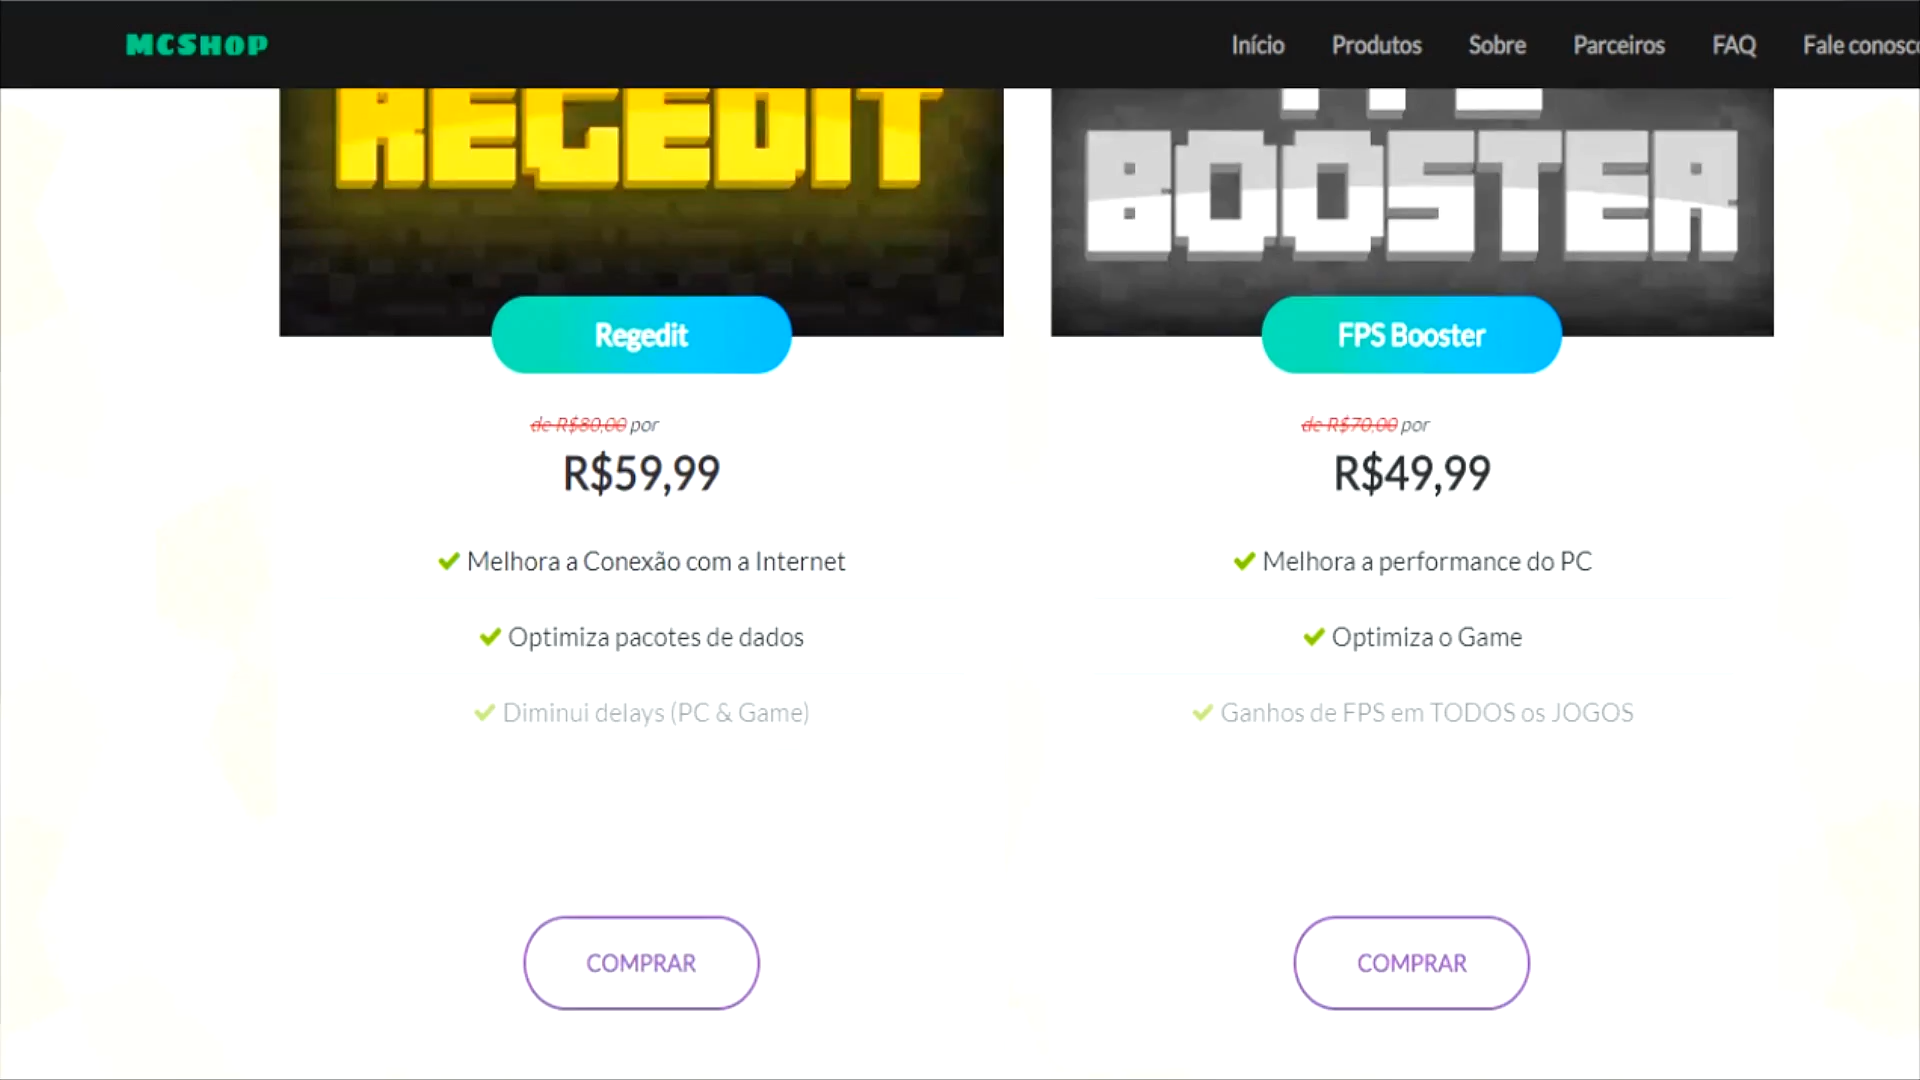 MCSHOP
Início Produtos Sobre Parceiros FAQ Fale conosco
REGEDIT
BOOSTER
Regedit
FPS Booster
de R$80,00 por
R$59,99
Melhora a Conexão com a Internet
Optimiza pacotes de dados
Diminui delays (PC & Game)
COMPRAR
de R$70,00 por
R$49,99
Melhora a performance do PC
Optimiza o Game
Ganhos de FPS em TODOS os JOGOS
COMPRAR